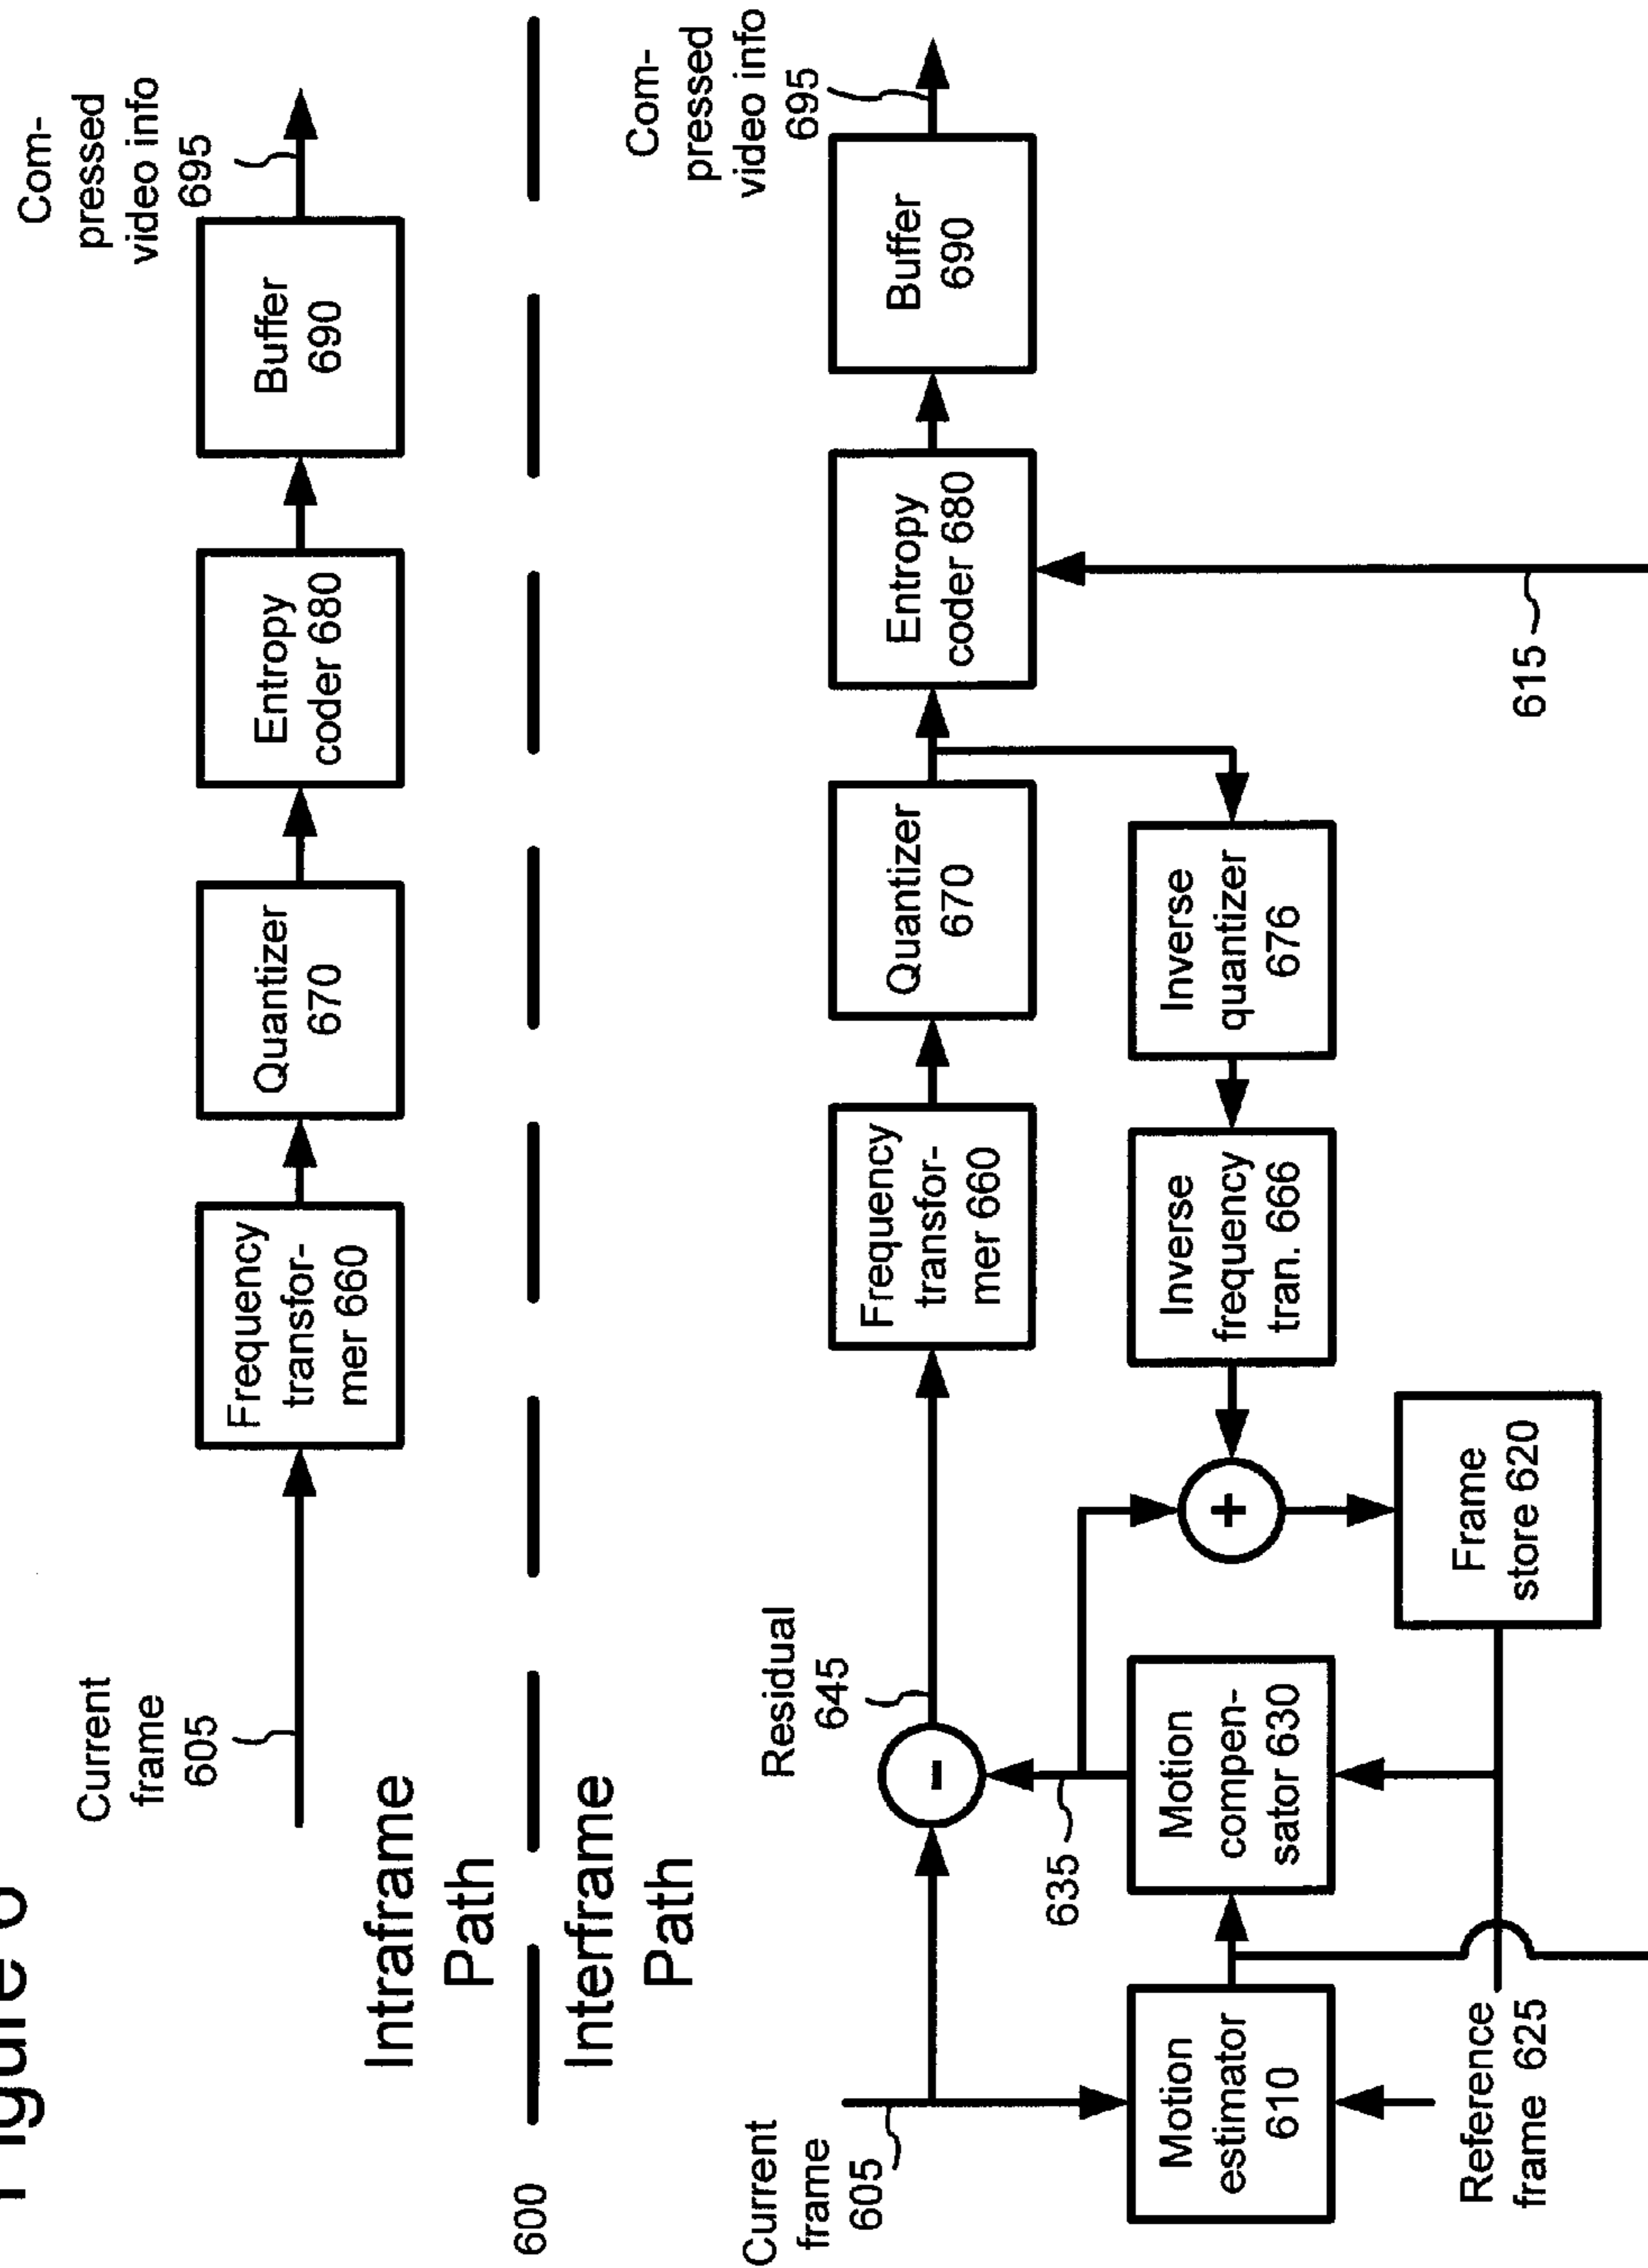 Current
frame
605
Frequency
transfor-
mer 660
Quantizer
670
Entropy
coder 680
Buffer
690
Com-
pressed
video info
695
Intraframe
Path
600
Interframe
Path
Current
frame
605
Residual
645
-
Frequency
transfor-
mer 660
Quantizer
670
Entropy
coder 680
Buffer
690
Com-
pressed
video info
695
635
Motion
estimator
610
Motion
compen-
sator 630
+
Inverse
frequency
tran. 666
Inverse
quantizer
676
Reference
frame 625
Frame
store 620
615